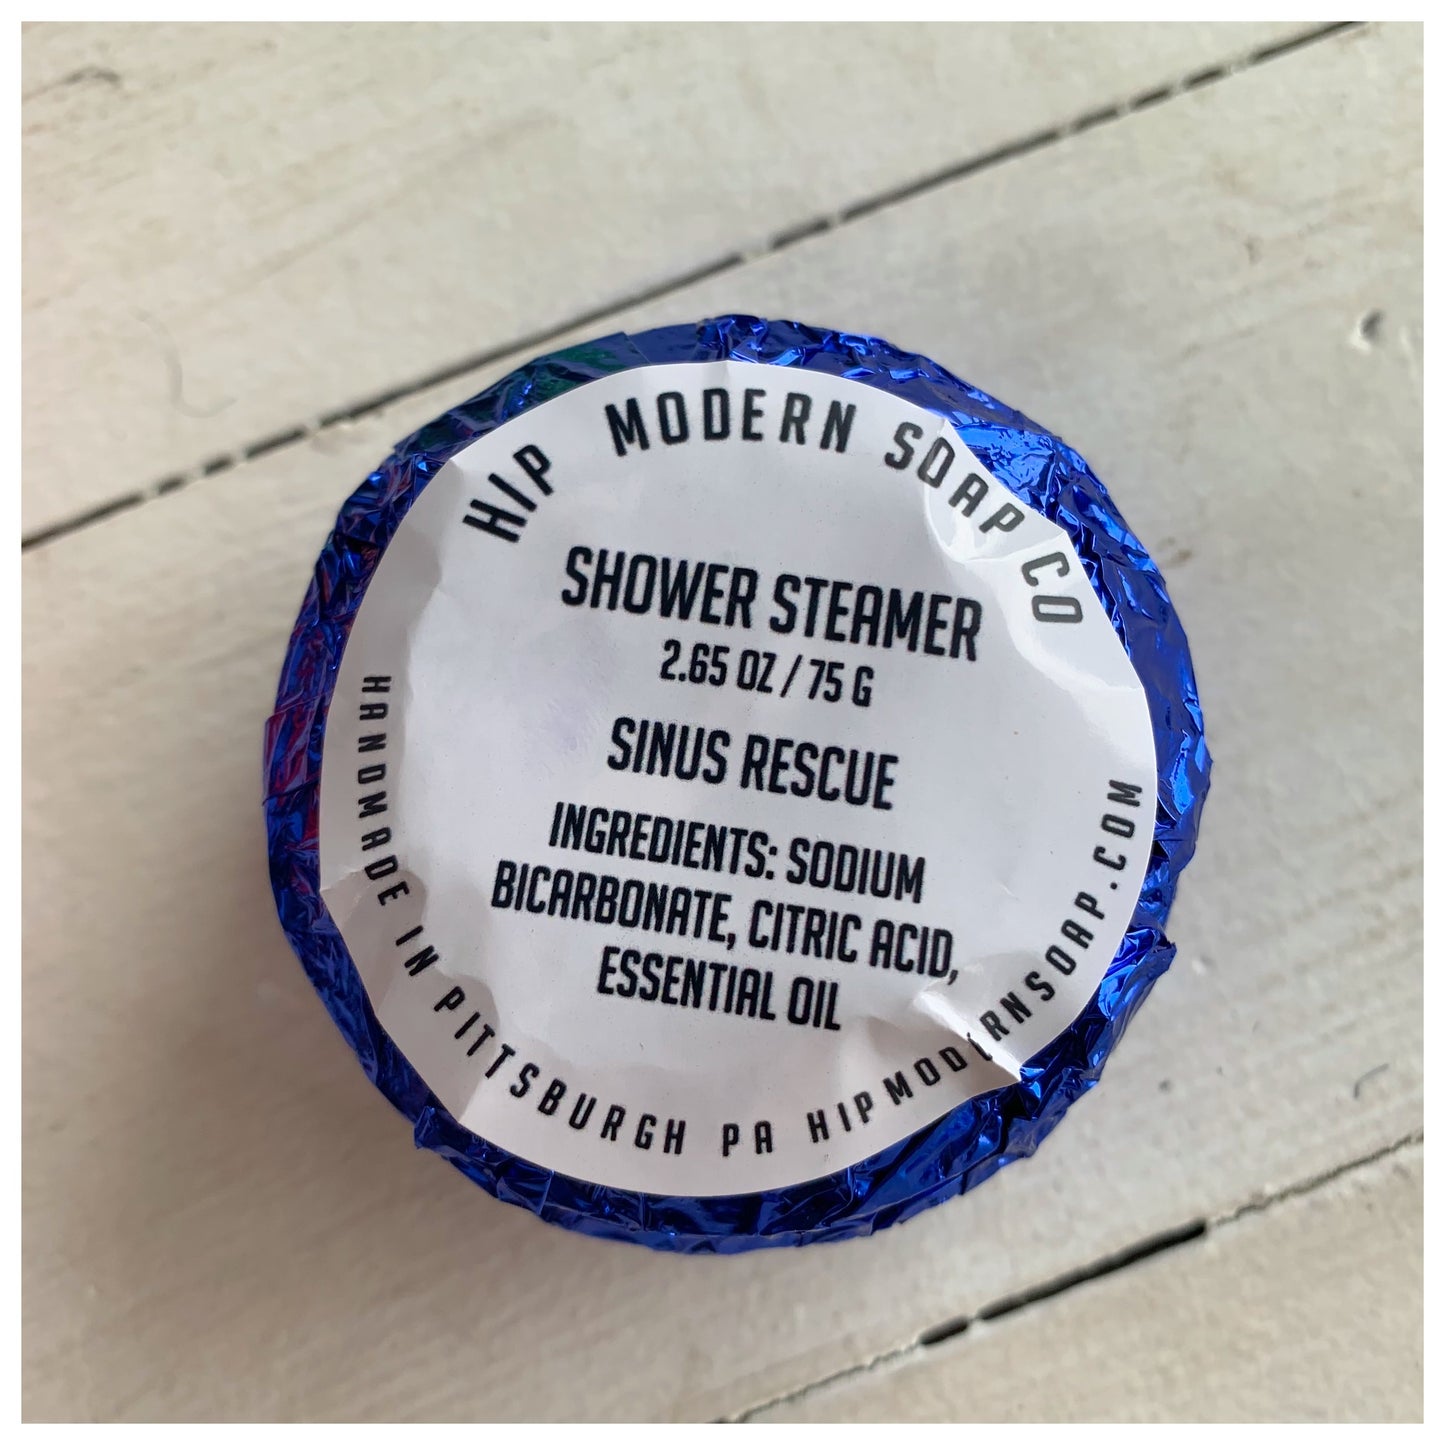 HIP MODERN SOAP CO
SHOWER STEAMER
2.65 OZ / 75 G
SINUS RESCUE
INGREDIENTS: SODIUM
BICARBONATE, CITRIC ACID,
ESSENTIAL OIL
HANDMADE IN PITTSBURGH PA HIPMODERNSOAP.COM